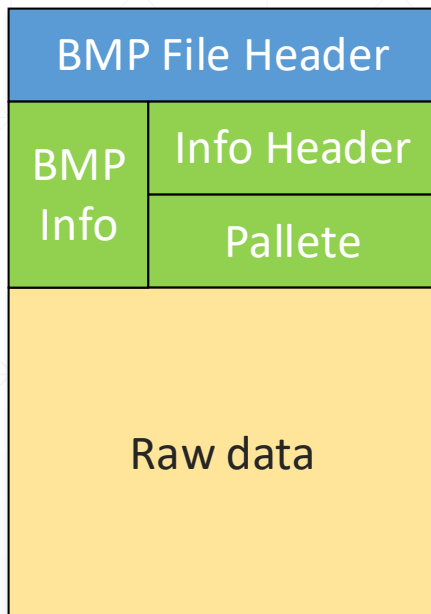 BMP File Header
BMP
Info
Info Header
Pallete
Raw data